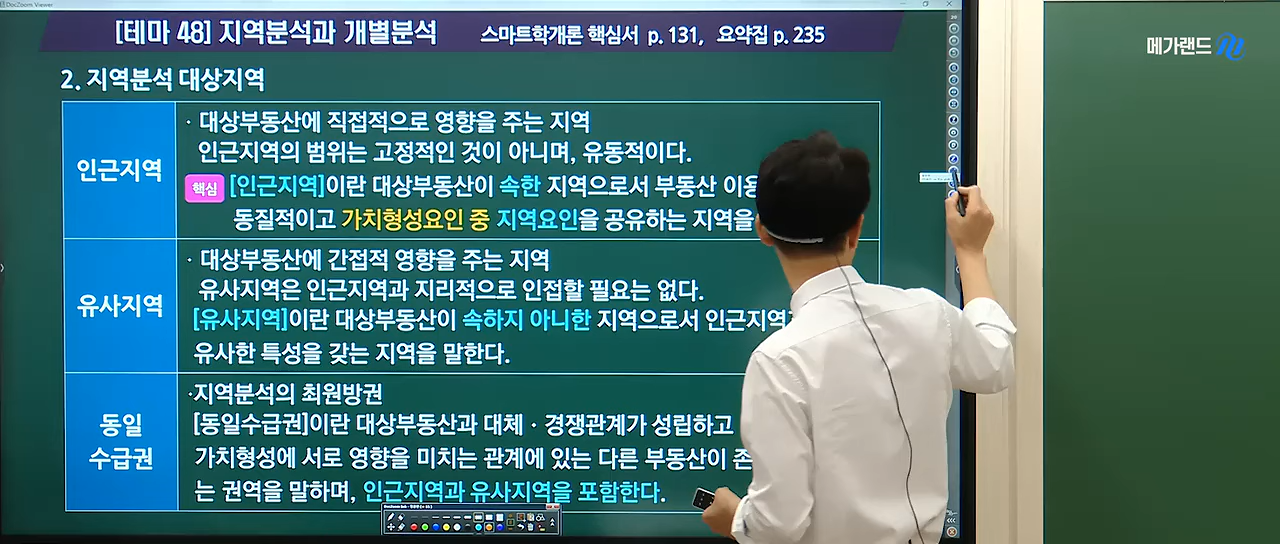 DocZoom Viewer
[테마 48] 지역분석과 개별분석 스마트학개론 핵심서 p. 131, 요약집 p. 235
메가랜드
2. 지역분석 대상지역
인근지역
· 대상부동산에 직접적으로 영향을 주는 지역
인근지역의 범위는 고정적인 것이 아니며, 유동적이다.
핵심 [인근지역]이란 대상부동산이 속한 지역으로서 부동산 이용
동질적이고 가치형성요인 중 지역요인을 공유하는 지역을
유사지역
· 대상부동산에 간접적 영향을 주는 지역
유사지역은 인근지역과 지리적으로 인접할 필요는 없다.
[유사지역]이란 대상부동산이 속하지 아니한 지역으로서 인근지역
유사한 특성을 갖는 지역을 말한다.
동일
수급권
·지역분석의 최원방권
[동일수급권]이란 대상부동산과 대체 · 경쟁관계가 성립하고
가치형성에 서로 영향을 미치는 관계에 있는 다른 부동산이 존
는 권역을 말하며, 인근지역과 유사지역을 포함한다.